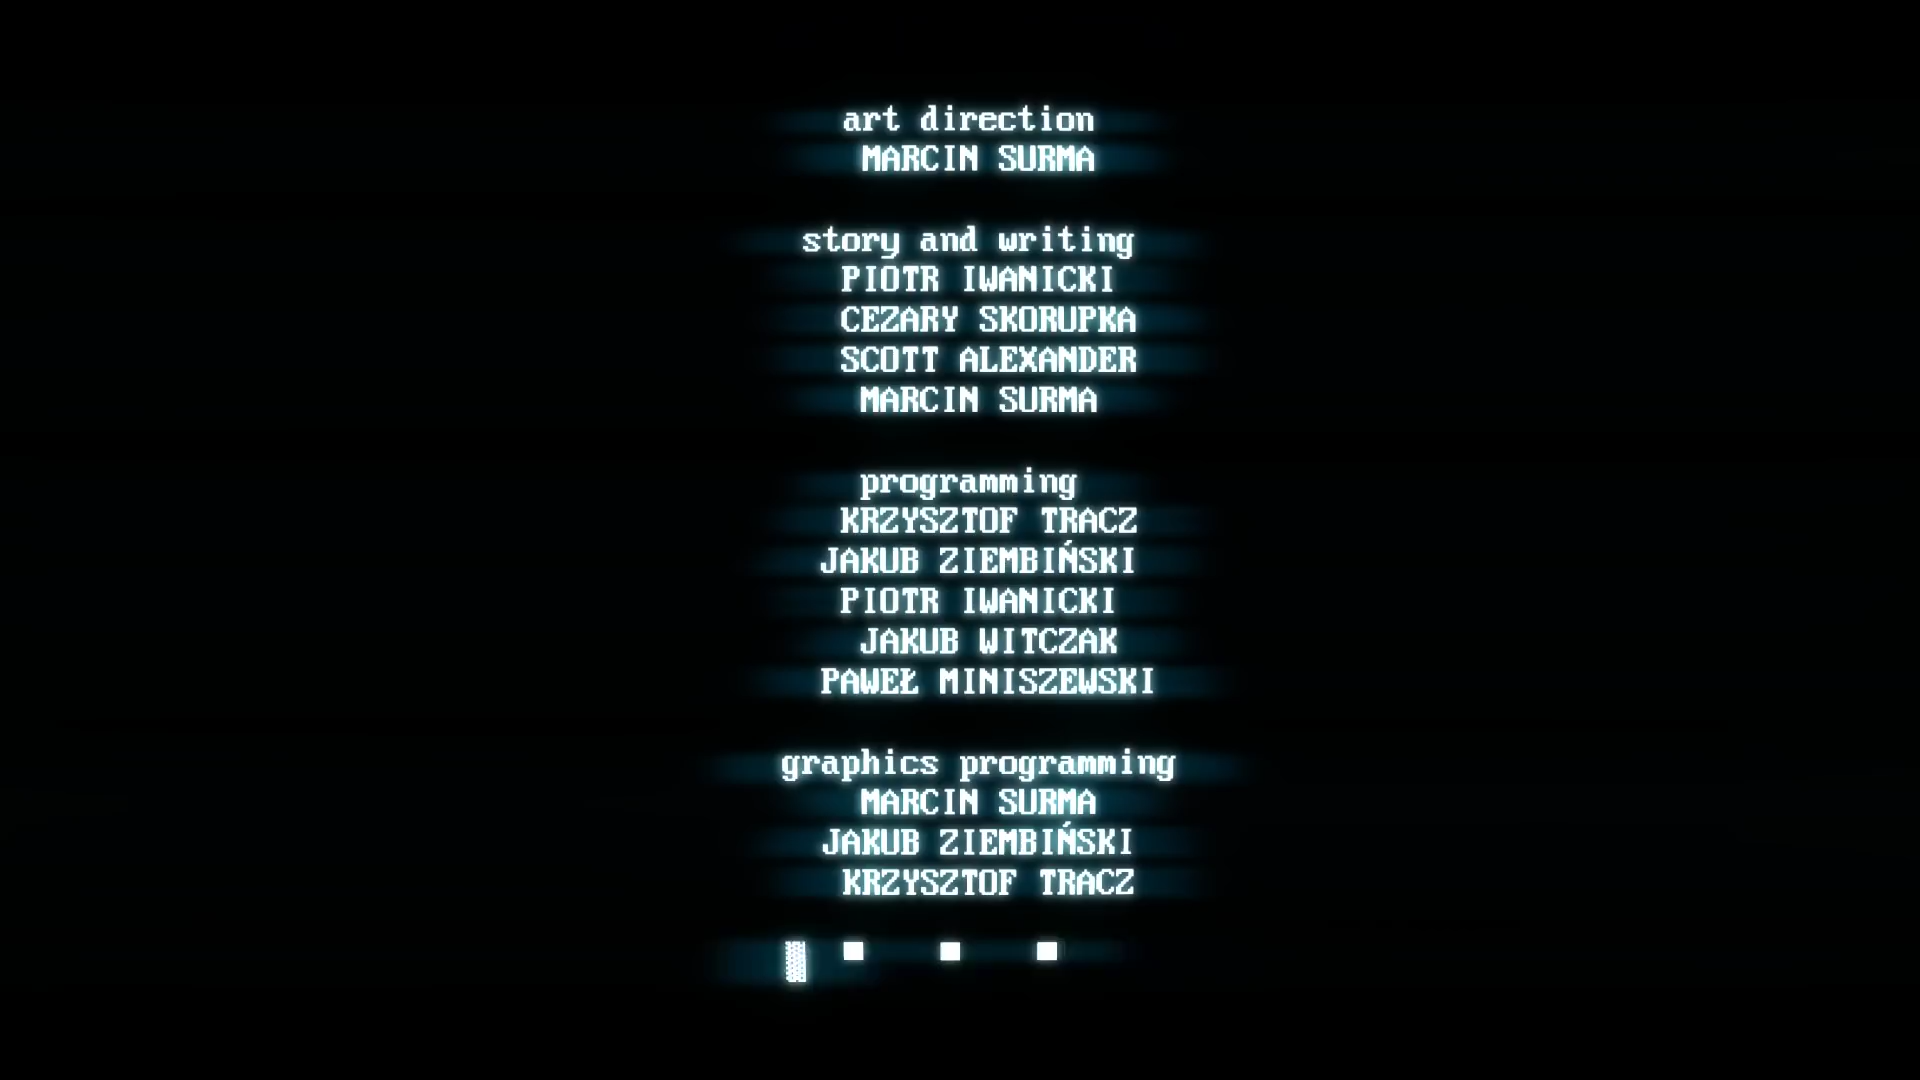 art direction
MARCIN SURMA
story and writing
PIOTR IWANICKI
CEZARY SKORUPKA
SCOTT ALEXANDER
MARCIN SURMA
programming
KRZYSZTOF TRACZ
JAKUB ZIEMBIŃSKI
PIOTR IWANICKI
JAKUB WITCZAK
PAWEŁ MINISZEWSKI
graphics programming
MARCIN SURMA
JAKUB ZIEMBIŃSKI
KRZYSZTOF TRACZ